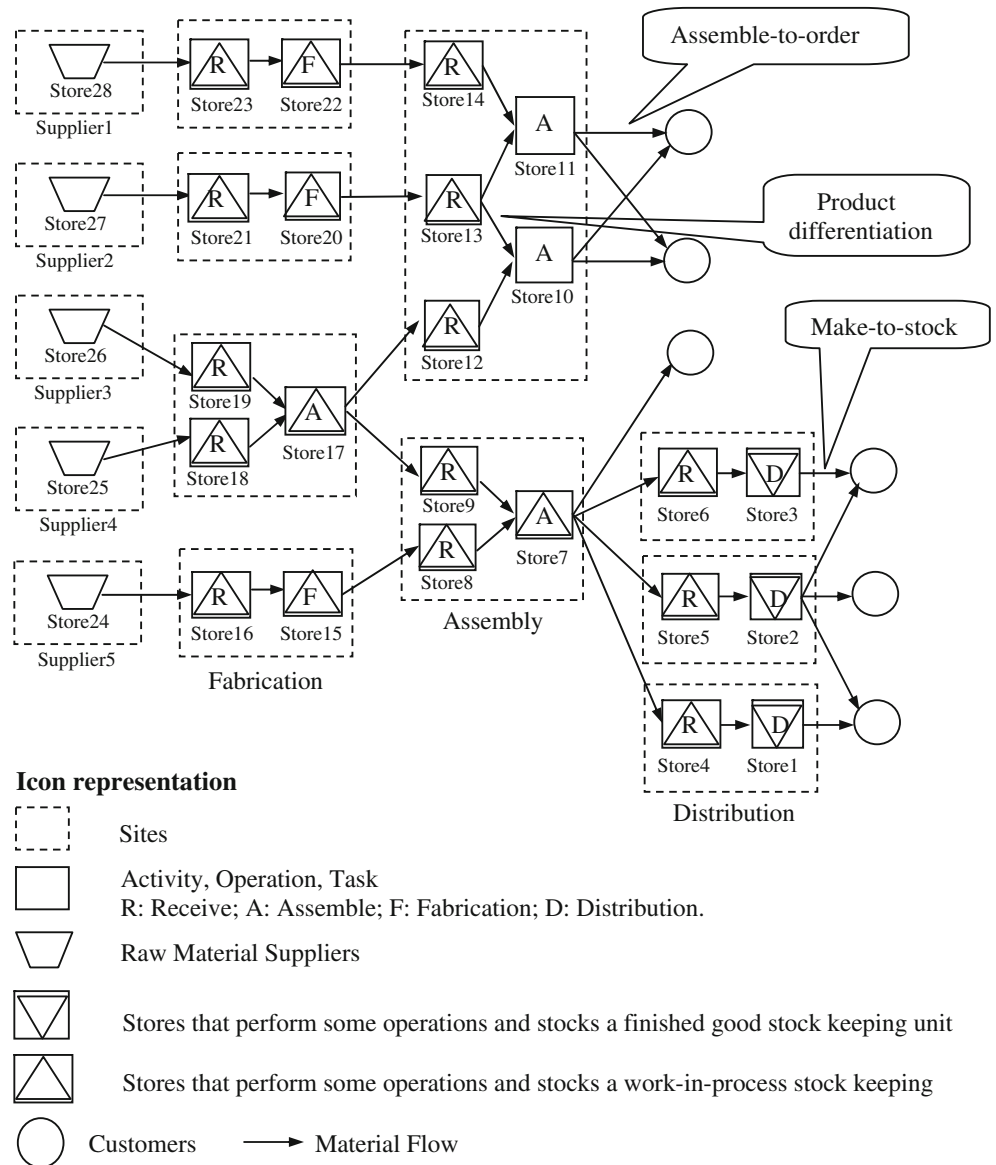 Assemble-to-order
R
F
R
Store28
Store23
Store22
Store14
Supplier1
A
Store11
R
F
R
Store27
Store21
Store20
Store13
Supplier2
Product
differentiation
A
Store10
Store26
R
Store12
Make-to-stock
Supplier3
R
Store19
A
Store17
R
Store18
Store25
Supplier4
R
Store9
R
D
Store6
Store3
A
Store7
R
Store8
Store24
R
F
Store16
Store15
Supplier5
Assembly
R
D
Store5
Store2
Fabrication
R
D
Store4
Store1
Distribution
Icon representation
Sites
Activity, Operation, Task
R: Receive; A: Assemble; F: Fabrication; D: Distribution.
Raw Material Suppliers
Stores that perform some operations and stocks a finished good stock keeping unit
Stores that perform some operations and stocks a work-in-process stock keeping
Customers
Material Flow